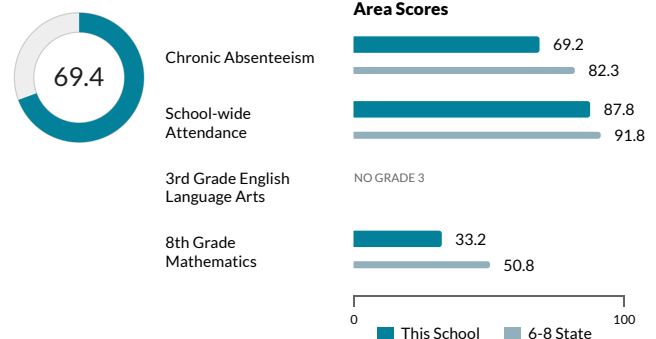 Area Scores
69.4
Chronic Absenteeism
69.2
82.3
School-wide
Attendance
87.8
91.8
3rd Grade English
Language Arts
NO GRADE 3
8th Grade
Mathematics
33.2
50.8
0
100
This School
6-8 State